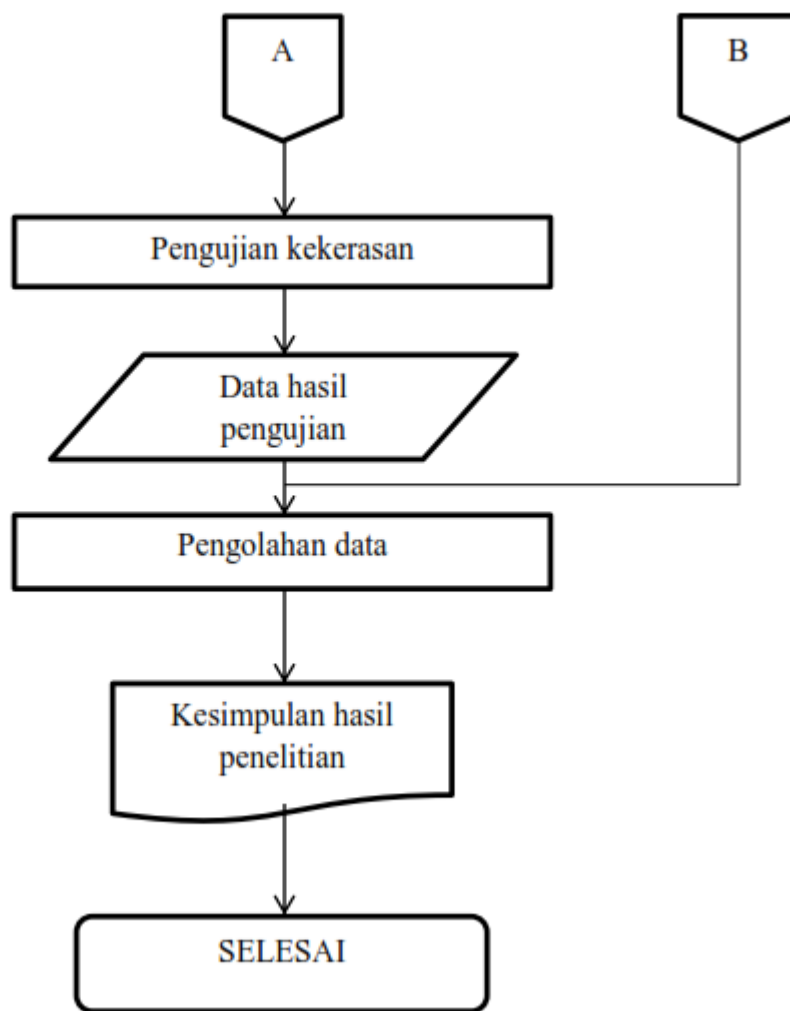 A
B
Pengujian kekerasan
Data hasil
pengujian
Pengolahan data
Kesimpulan hasil
penelitian
SELESAI